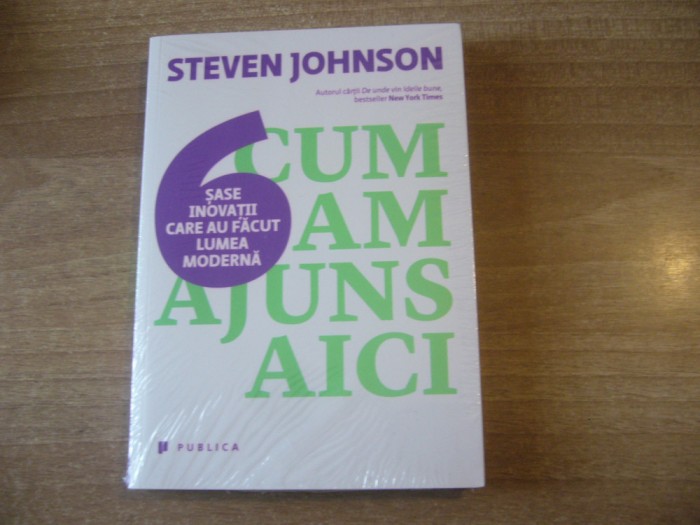 STEVEN JOHNSON
Autorul cărții De unde vin ideile bune,
bestseller New York Times
6
ȘASE
INOVAȚII
CARE AU FĂCUT
LUMEA
MODERNĂ
CUM
AM
AJUNS
AICI
PUBLICA